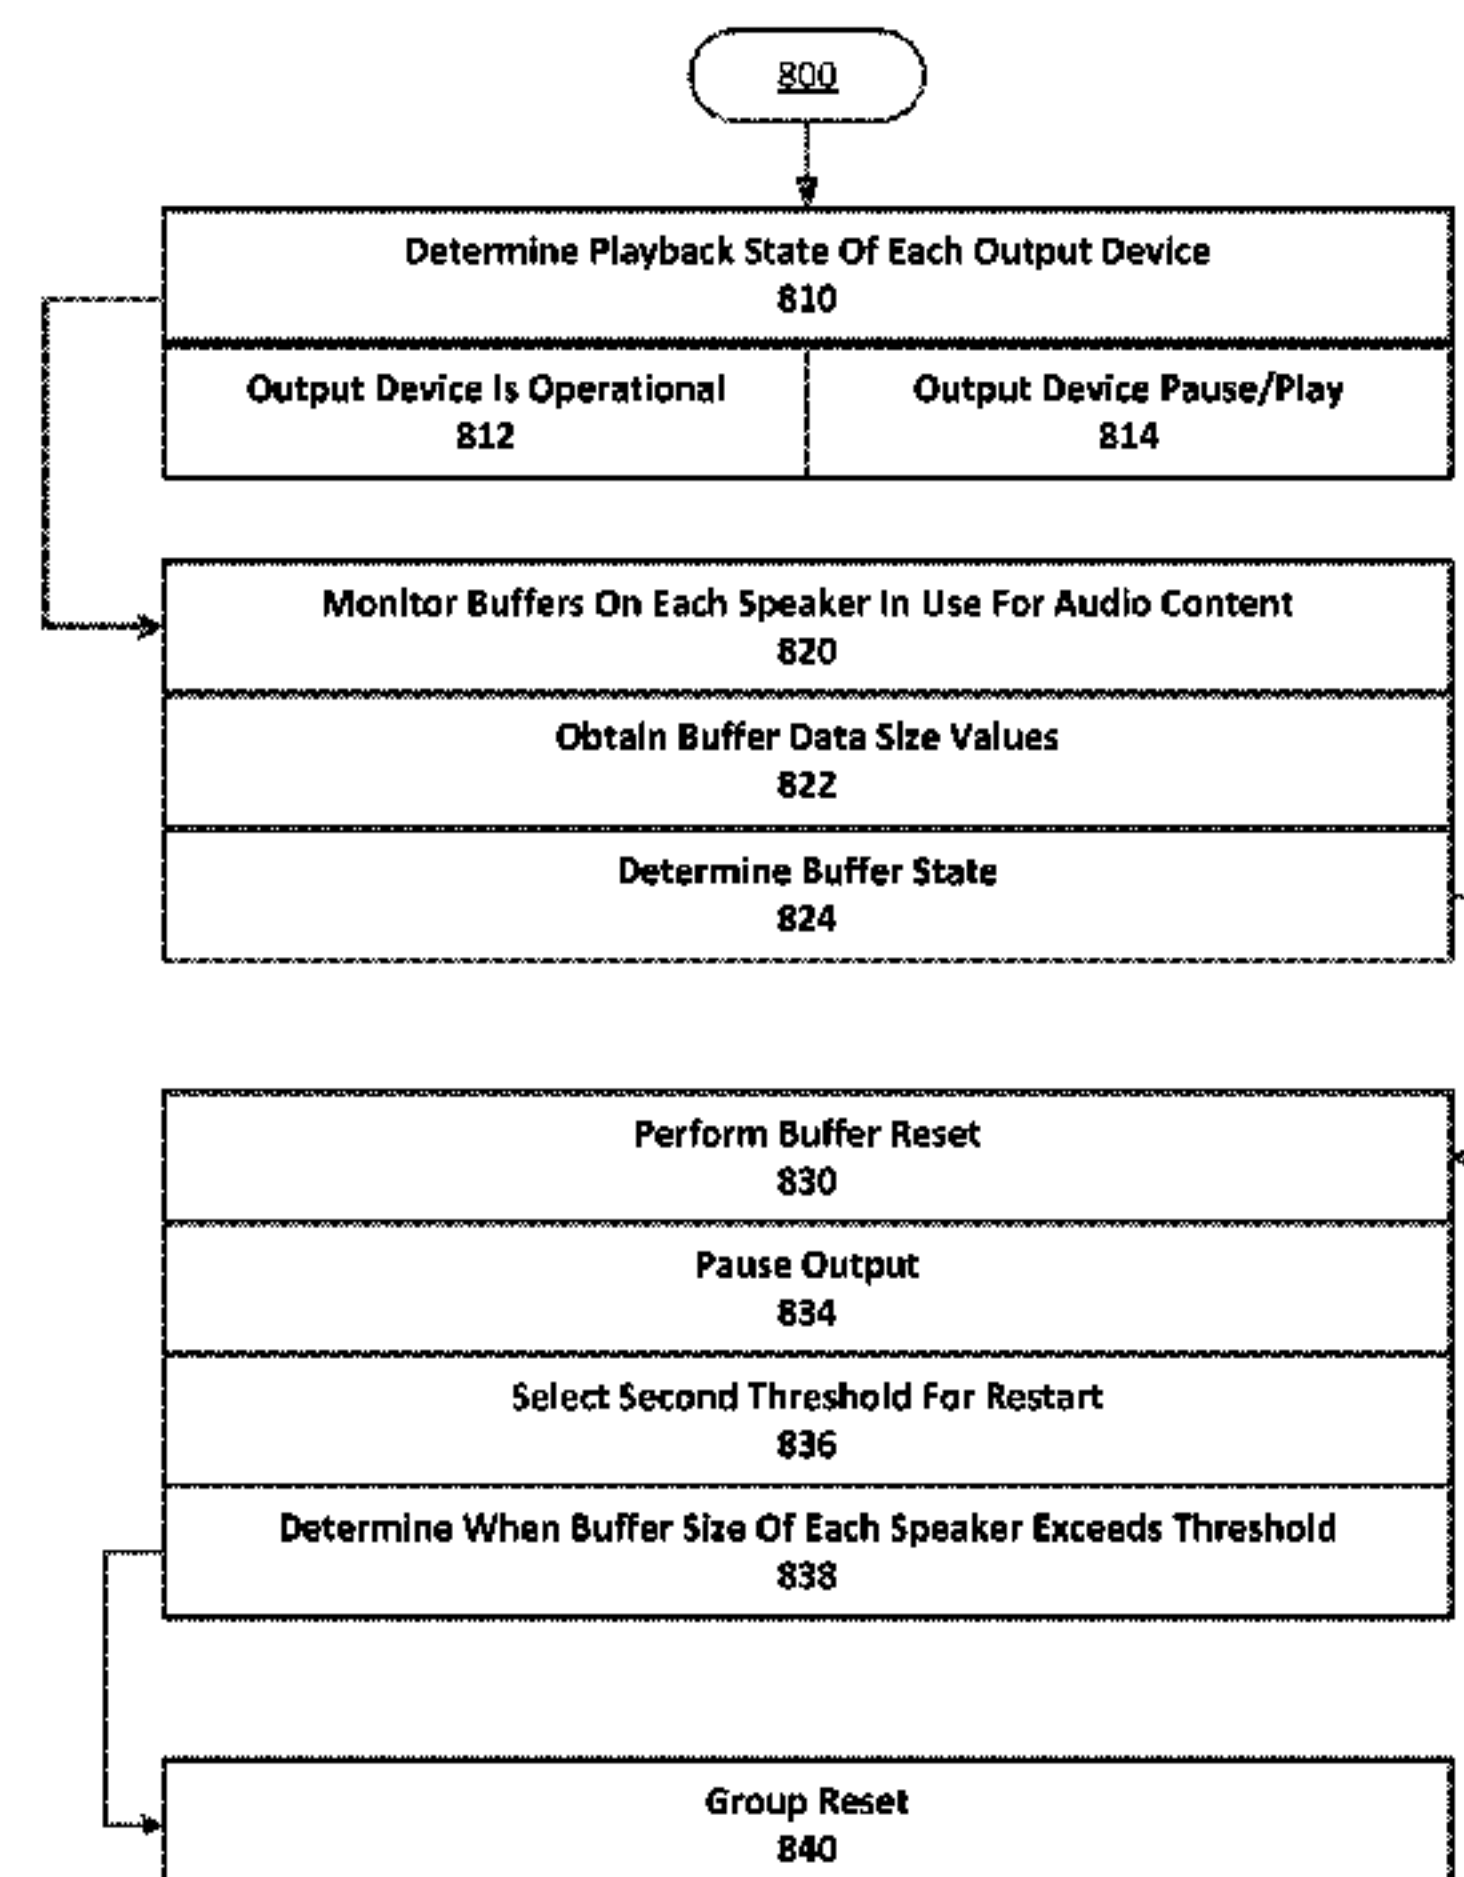 800
Determine Playback State Of Each Output Device
810
Output Device Is Operational
812
Output Device Pause/Play
814
Monitor Buffers On Each Speaker In Use For Audio Content
820
Obtain Buffer Data Size Values
822
Determine Buffer State
824
Perform Buffer Reset
830
Pause Output
834
Select Second Threshold For Restart
836
Determine When Buffer Size Of Each Speaker Exceeds Threshold
838
Group Reset
840